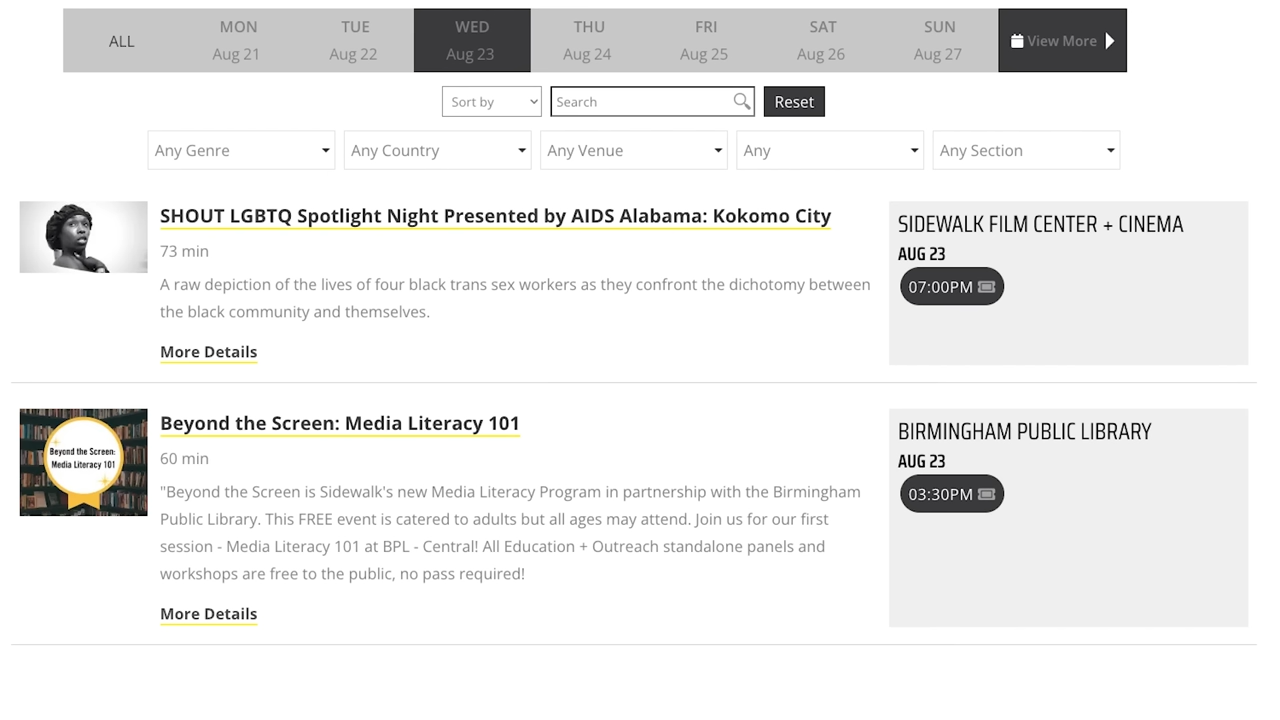 ALL
MON
Aug 21
TUE
Aug 22
WED
Aug 23
THU
Aug 24
FRI
Aug 25
SAT
Aug 26
SUN
Aug 27
View More
Sort by
Search
Reset
Any Genre
Any Country
Any Venue
Any
Any Section
SHOUT LGBTQ Spotlight Night Presented by AIDS Alabama: Kokomo City
73 min
A raw depiction of the lives of four black trans sex workers as they confront the dichotomy between
the black community and themselves.
More Details
SIDEWALK FILM CENTER + CINEMA
AUG 23
07:00PM
Beyond the Screen:
Media Literacy 101
Beyond the Screen: Media Literacy 101
60 min
"Beyond the Screen is Sidewalk's new Media Literacy Program in partnership with the Birmingham
Public Library. This FREE event is catered to adults but all ages may attend. Join us for our first
session - Media Literacy 101 at BPL - Central! All Education + Outreach standalone panels and
workshops are free to the public, no pass required!
More Details
BIRMINGHAM PUBLIC LIBRARY
AUG 23
03:30PM